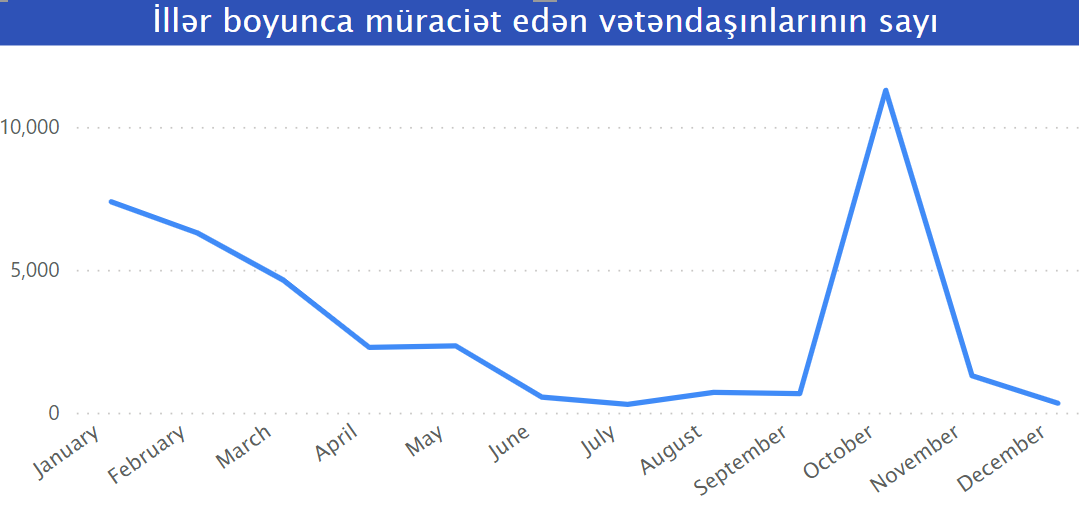 İllər boyunca müraciət edən vətəndaşınlarının sayı
10,000
5,000
0
January
February
March
April
May
June
July
August
September
October
November
December